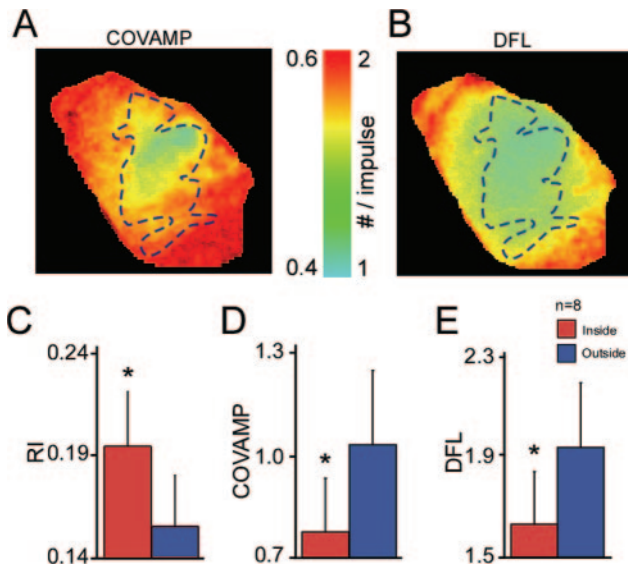 A
COVAMP
B
DFL
0.6
2
# / impulse
0.4
1
C
D
E
n=8
Inside
Outside
0.24
0.19
0.14
RI
*
1.3
1.0
0.7
COVAMP
*
2.3
1.9
1.5
DFL
*